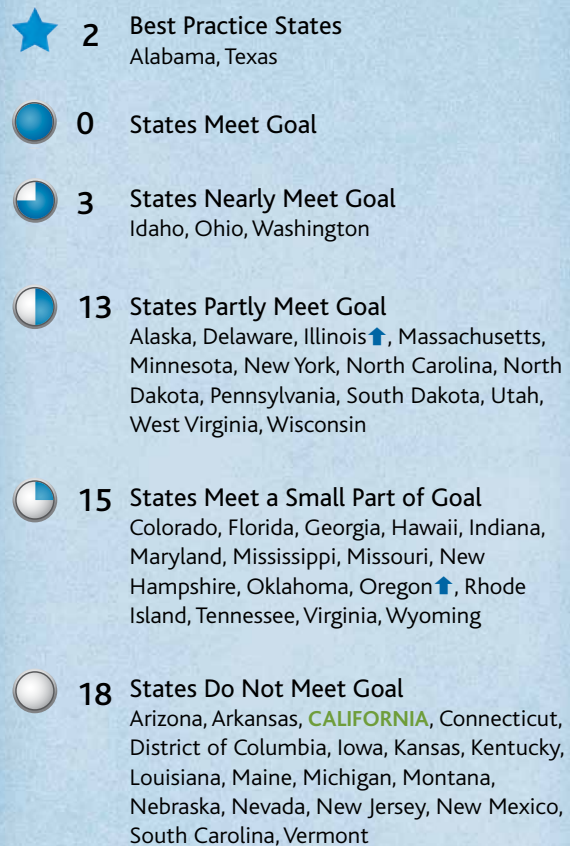 2 Best Practice States
Alabama, Texas
0 States Meet Goal
3 States Nearly Meet Goal
Idaho, Ohio, Washington
13 States Partly Meet Goal
Alaska, Delaware, Illinois⬆, Massachusetts,
Minnesota, New York, North Carolina, North
Dakota, Pennsylvania, South Dakota, Utah,
West Virginia, Wisconsin
15 States Meet a Small Part of Goal
Colorado, Florida, Georgia, Hawaii, Indiana,
Maryland, Mississippi, Missouri, New
Hampshire, Oklahoma, Oregon⬆, Rhode
Island, Tennessee, Virginia, Wyoming
18 States Do Not Meet Goal
Arizona, Arkansas, CALIFORNIA, Connecticut,
District of Columbia, Iowa, Kansas, Kentucky,
Louisiana, Maine, Michigan, Montana,
Nebraska, Nevada, New Jersey, New Mexico,
South Carolina, Vermont